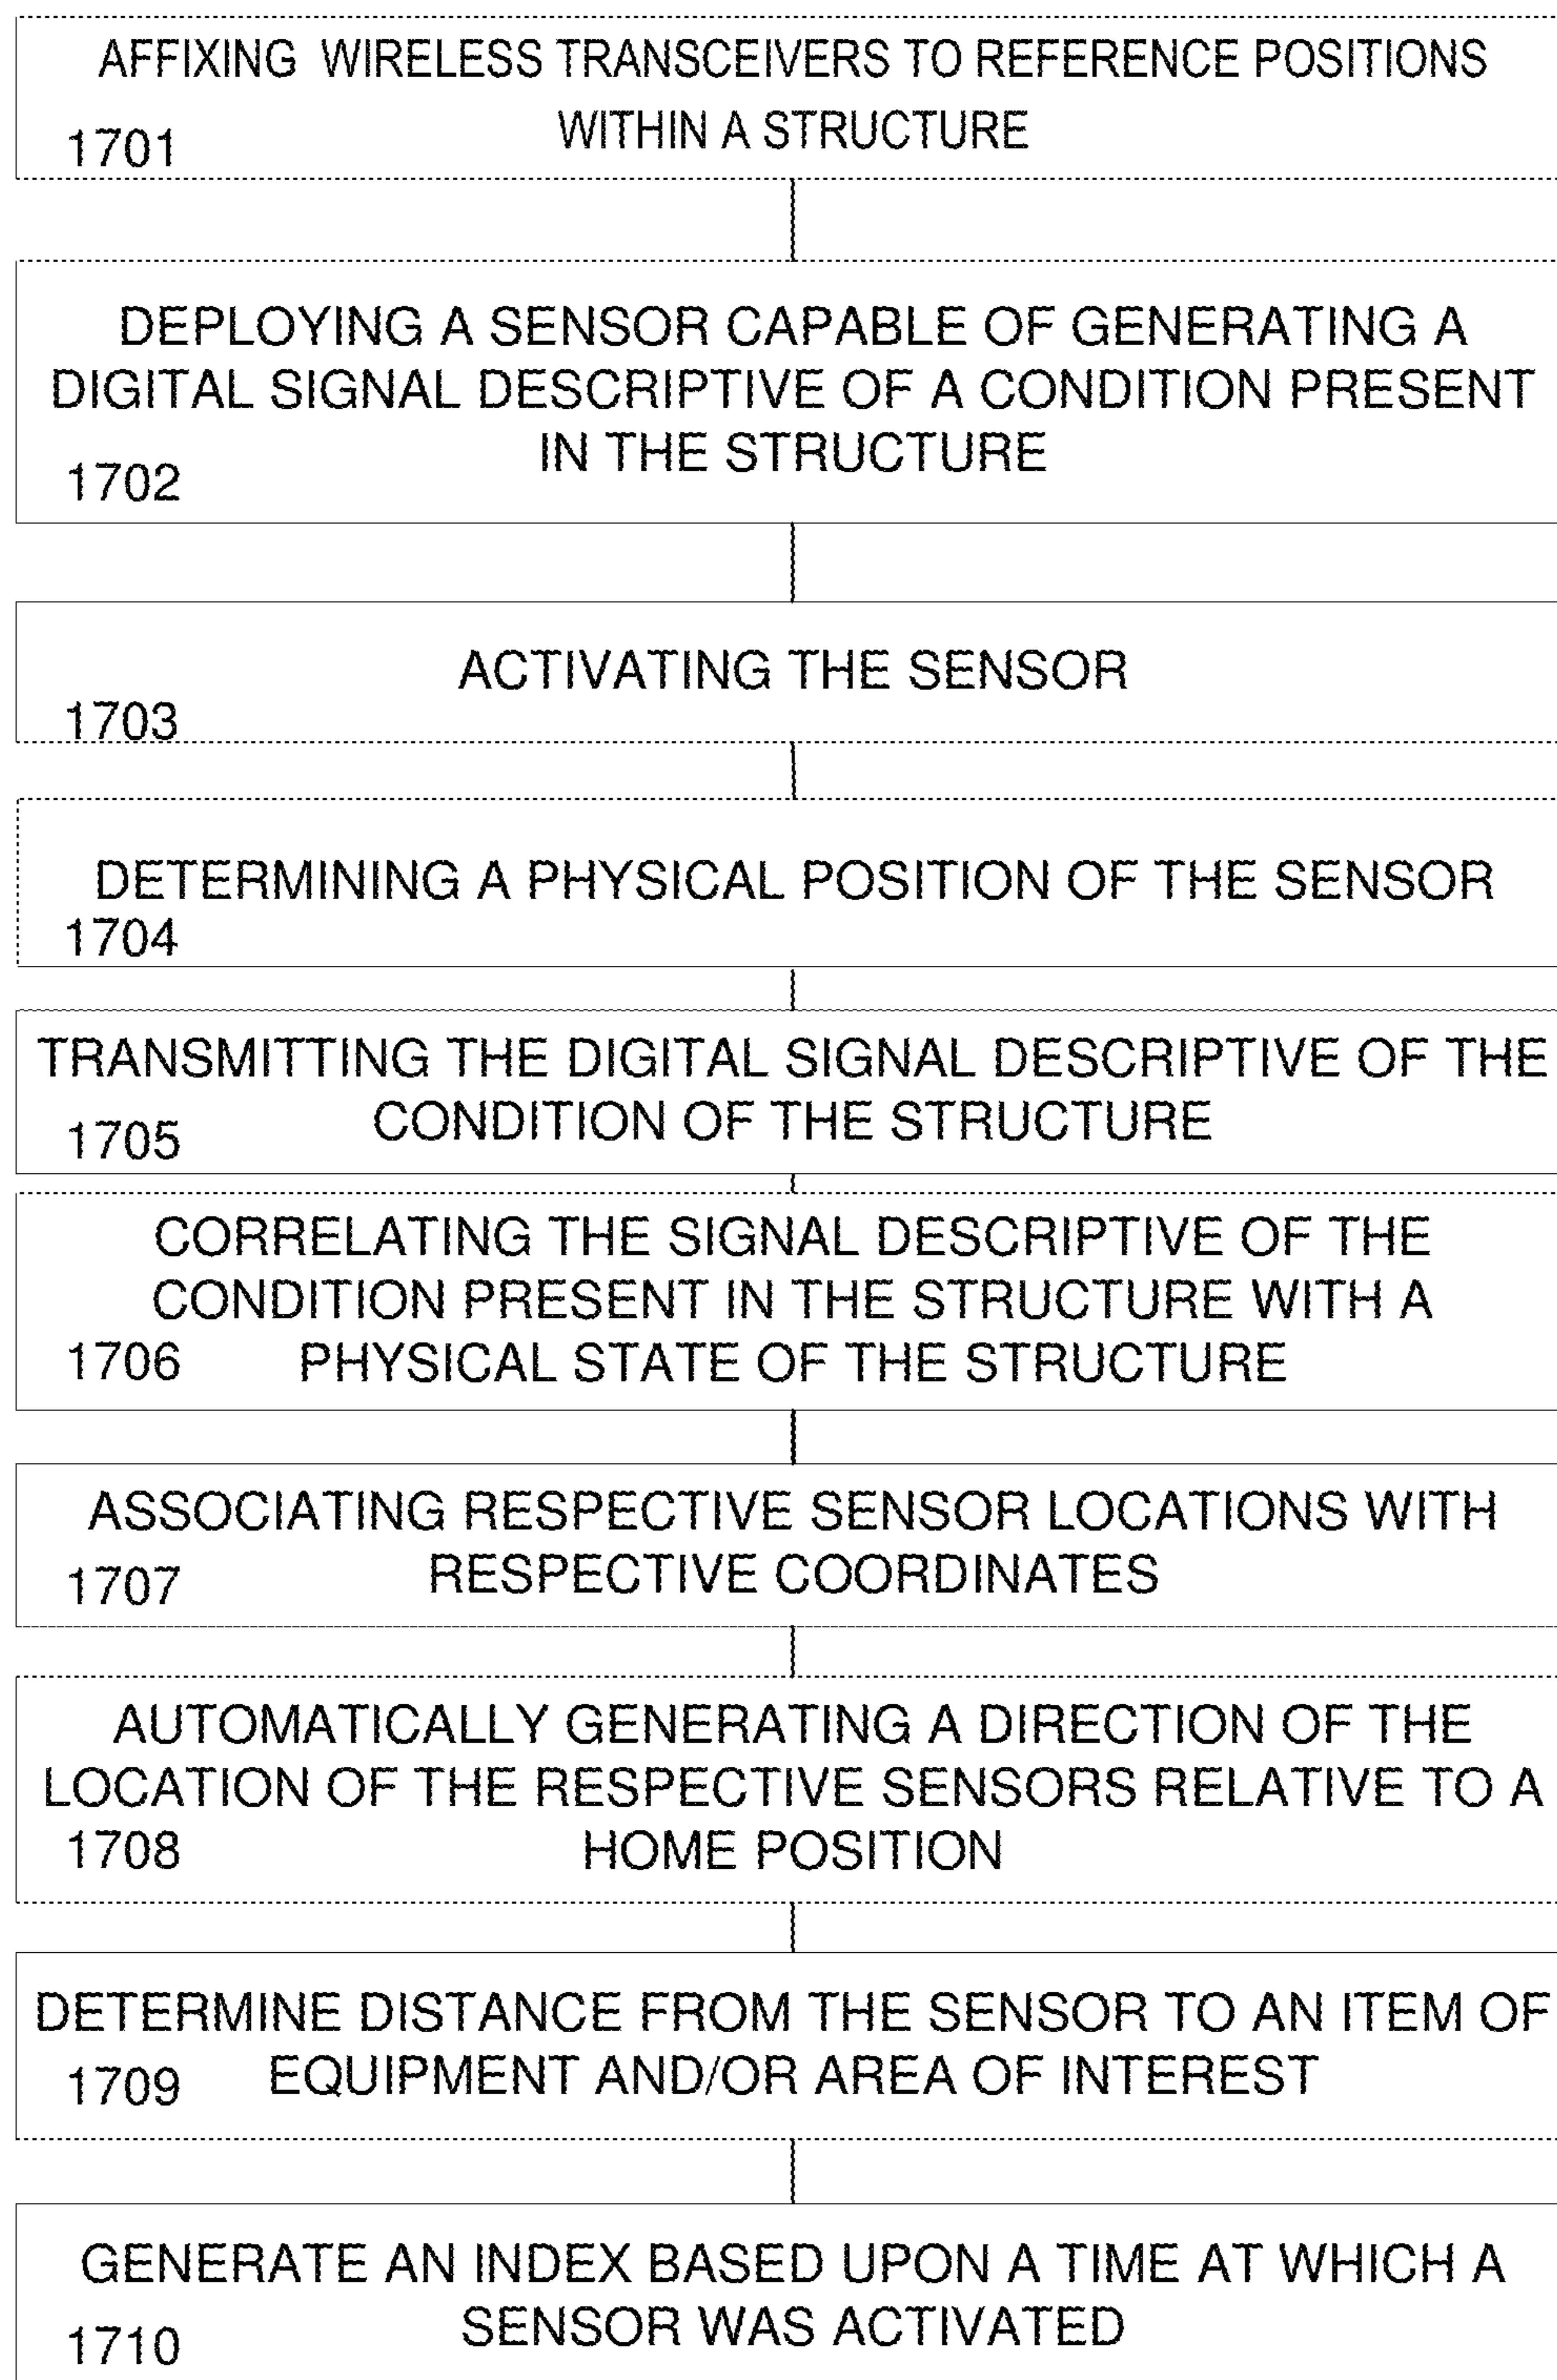 AFFIXING WIRELESS TRANSCEIVERS TO REFERENCE POSITIONS
WITHIN A STRUCTURE
1701
DEPLOYING A SENSOR CAPABLE OF GENERATING A
DIGITAL SIGNAL DESCRIPTIVE OF A CONDITION PRESENT
IN THE STRUCTURE
1702
ACTIVATING THE SENSOR
1703
DETERMINING A PHYSICAL POSITION OF THE SENSOR
1704
TRANSMITTING THE DIGITAL SIGNAL DESCRIPTIVE OF THE
CONDITION OF THE STRUCTURE
1705
CORRELATING THE SIGNAL DESCRIPTIVE OF THE
CONDITION PRESENT IN THE STRUCTURE WITH A
1706 PHYSICAL STATE OF THE STRUCTURE
ASSOCIATING RESPECTIVE SENSOR LOCATIONS WITH
RESPECTIVE COORDINATES
1707
AUTOMATICALLY GENERATING A DIRECTION OF THE
LOCATION OF THE RESPECTIVE SENSORS RELATIVE TO A
1708 HOME POSITION
DETERMINE DISTANCE FROM THE SENSOR TO AN ITEM OF
1709 EQUIPMENT AND/OR AREA OF INTEREST
GENERATE AN INDEX BASED UPON A TIME AT WHICH A
SENSOR WAS ACTIVATED
1710